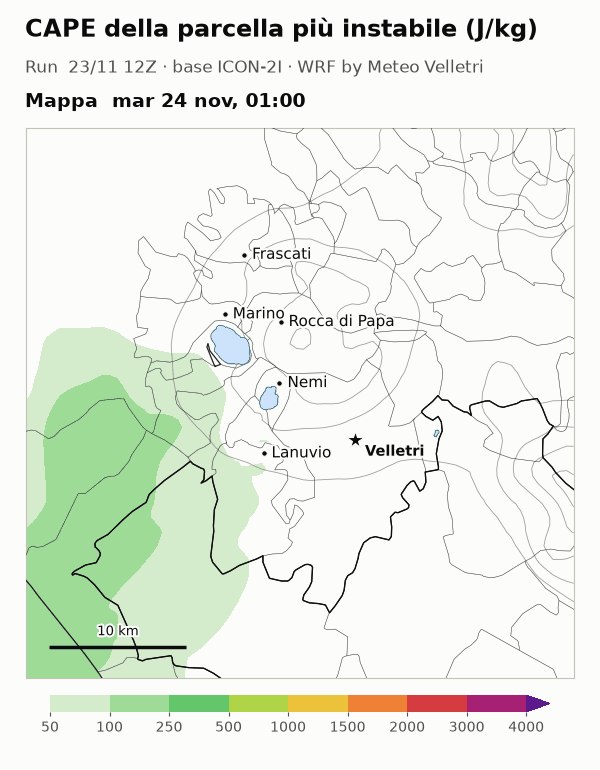 CAPE della parcella più instabile (J/kg)
Run  23/11 12Z · base ICON-2I · WRF by Meteo Velletri
Mappa  mar 24 nov, 01:00
Frascati
Marino
Rocca di Papa
Nemi
Velletri
Lanuvio
10 km
50 100 250 500 1000 1500 2000 3000 4000